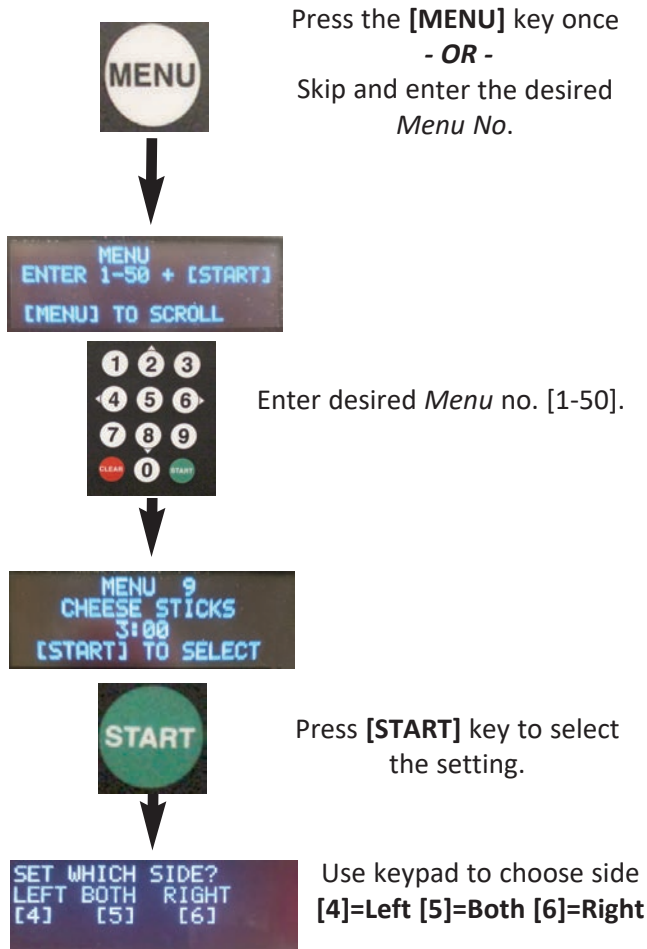 Press the [MENU] key once
- OR -
Skip and enter the desired
Menu No.
MENU
MENU
ENTER 1-50 + [START]
[MENU] TO SCROLL
1 2 3
4 5 6
7 8 9
CLEAR 0 START
Enter desired Menu no. [1-50].
MENU 9
CHEESE STICKS
3:00
[START] TO SELECT
START
Press [START] key to select
the setting.
SET WHICH SIDE?
LEFT BOTH RIGHT
[4] [5] [6]
Use keypad to choose side
[4]=Left [5]=Both [6]=Right